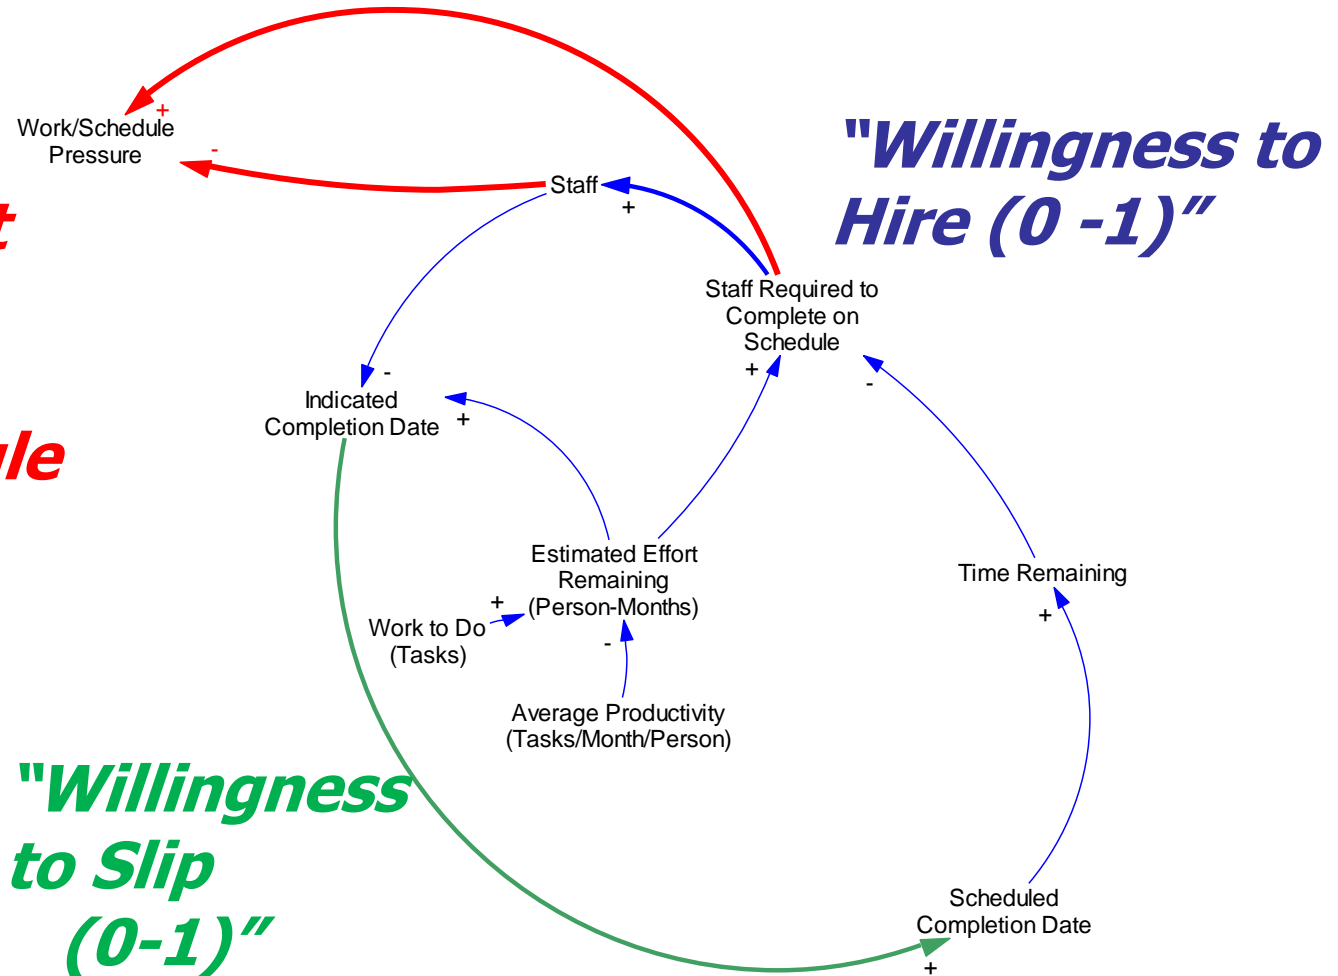 +
Work/Schedule
Pressure
-
Staff
+
“Willingness to
Hire (0 -1)”
Staff Required to
Complete on
Schedule
+
-
-
Indicated
Completion Date
+
Estimated Effort
Remaining
(Person-Months)
Time Remaining
+
+
Work to Do
(Tasks)
-
Average Productivity
(Tasks/Month/Person)
“Willingness
to Slip
(0-1)”
Scheduled
Completion Date
+